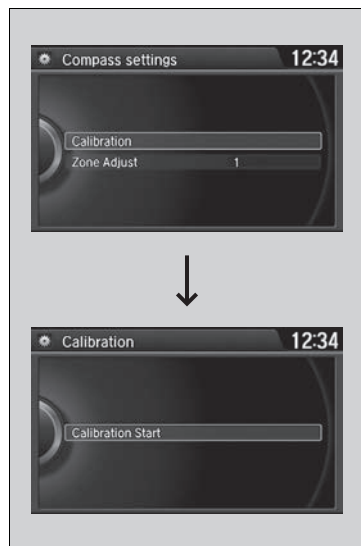 Compass settings 12:34
Calibration
Zone Adjust 1
Calibration 12:34
Calibration Start